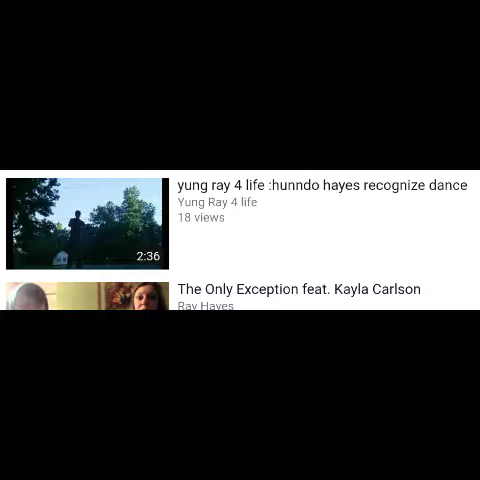 yung ray 4 life :hunndo hayes recognize dance
Yung Ray 4 life
18 views
2:36
The Only Exception feat. Kayla Carlson
Ray Hayes